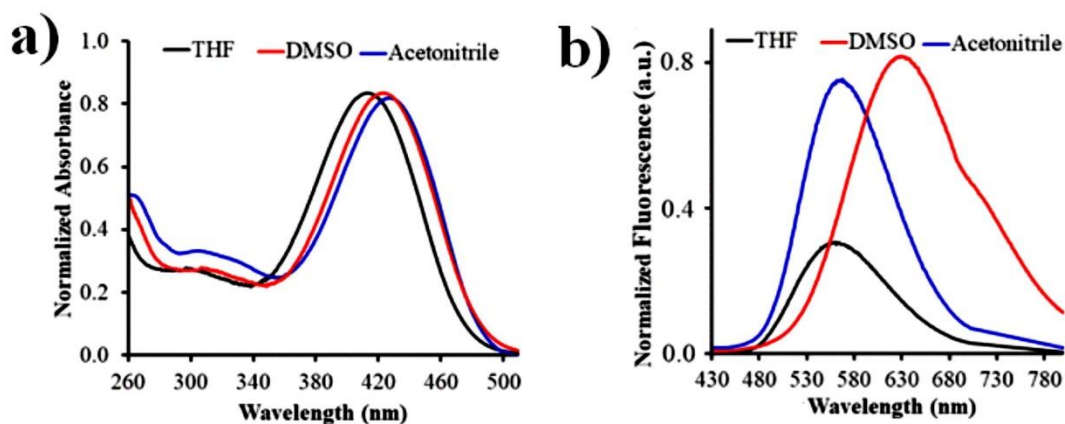 a)
THF DMSO Acetonitrile
Normalized Absorbance
1.0
0.8
0.6
0.4
0.2
0.0
260 300 340 380 420 460 500
Wavelength (nm)
b)
THF DMSO Acetonitrile
Normalized Fluorescence (a.u.)
0.8
0.4
0.0
430 480 530 580 630 680 730 780
Wavelength (nm)